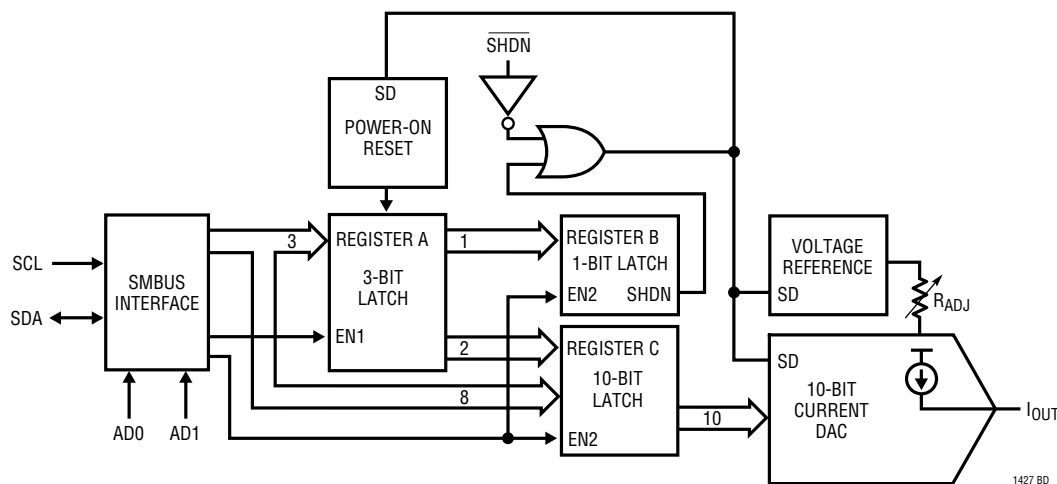 SHDN
SD
POWER-ON
RESET
SCL
SDA
SMBUS
INTERFACE
AD0
AD1
3
REGISTER A
3-BIT
LATCH
EN1
1
2
8
REGISTER B
1-BIT LATCH
EN2
SHDN
REGISTER C
10-BIT
LATCH
EN2
10
VOLTAGE
REFERENCE
SD
RADJ
SD
10-BIT
CURRENT
DAC
IOUT
1427 BD